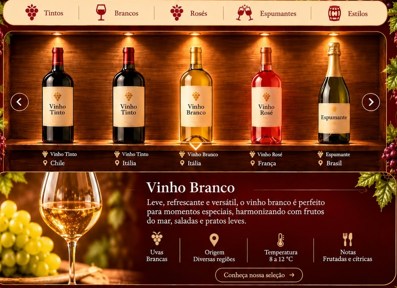 Tintos
Brancos
Rosés
Espumantes
Estilos
Vinho
Tinto
Vinho
Tinto
Vinho
Branco
Vinho
Rosé
Espumante
Vinho Tinto
Chile
Vinho Tinto
Itália
Vinho Branco
Itália
Vinho Rosé
França
Espumante
Brasil
Vinho Branco
Leve, refrescante e versátil, o vinho branco é perfeito
para momentos especiais, harmonizando com frutos
do mar, saladas e pratos leves.
Uvas
Brancas
Origem
Diversas regiões
Temperatura
8 a 12 °C
Notas
Frutadas e cítricas
Conheça nossa seleção →